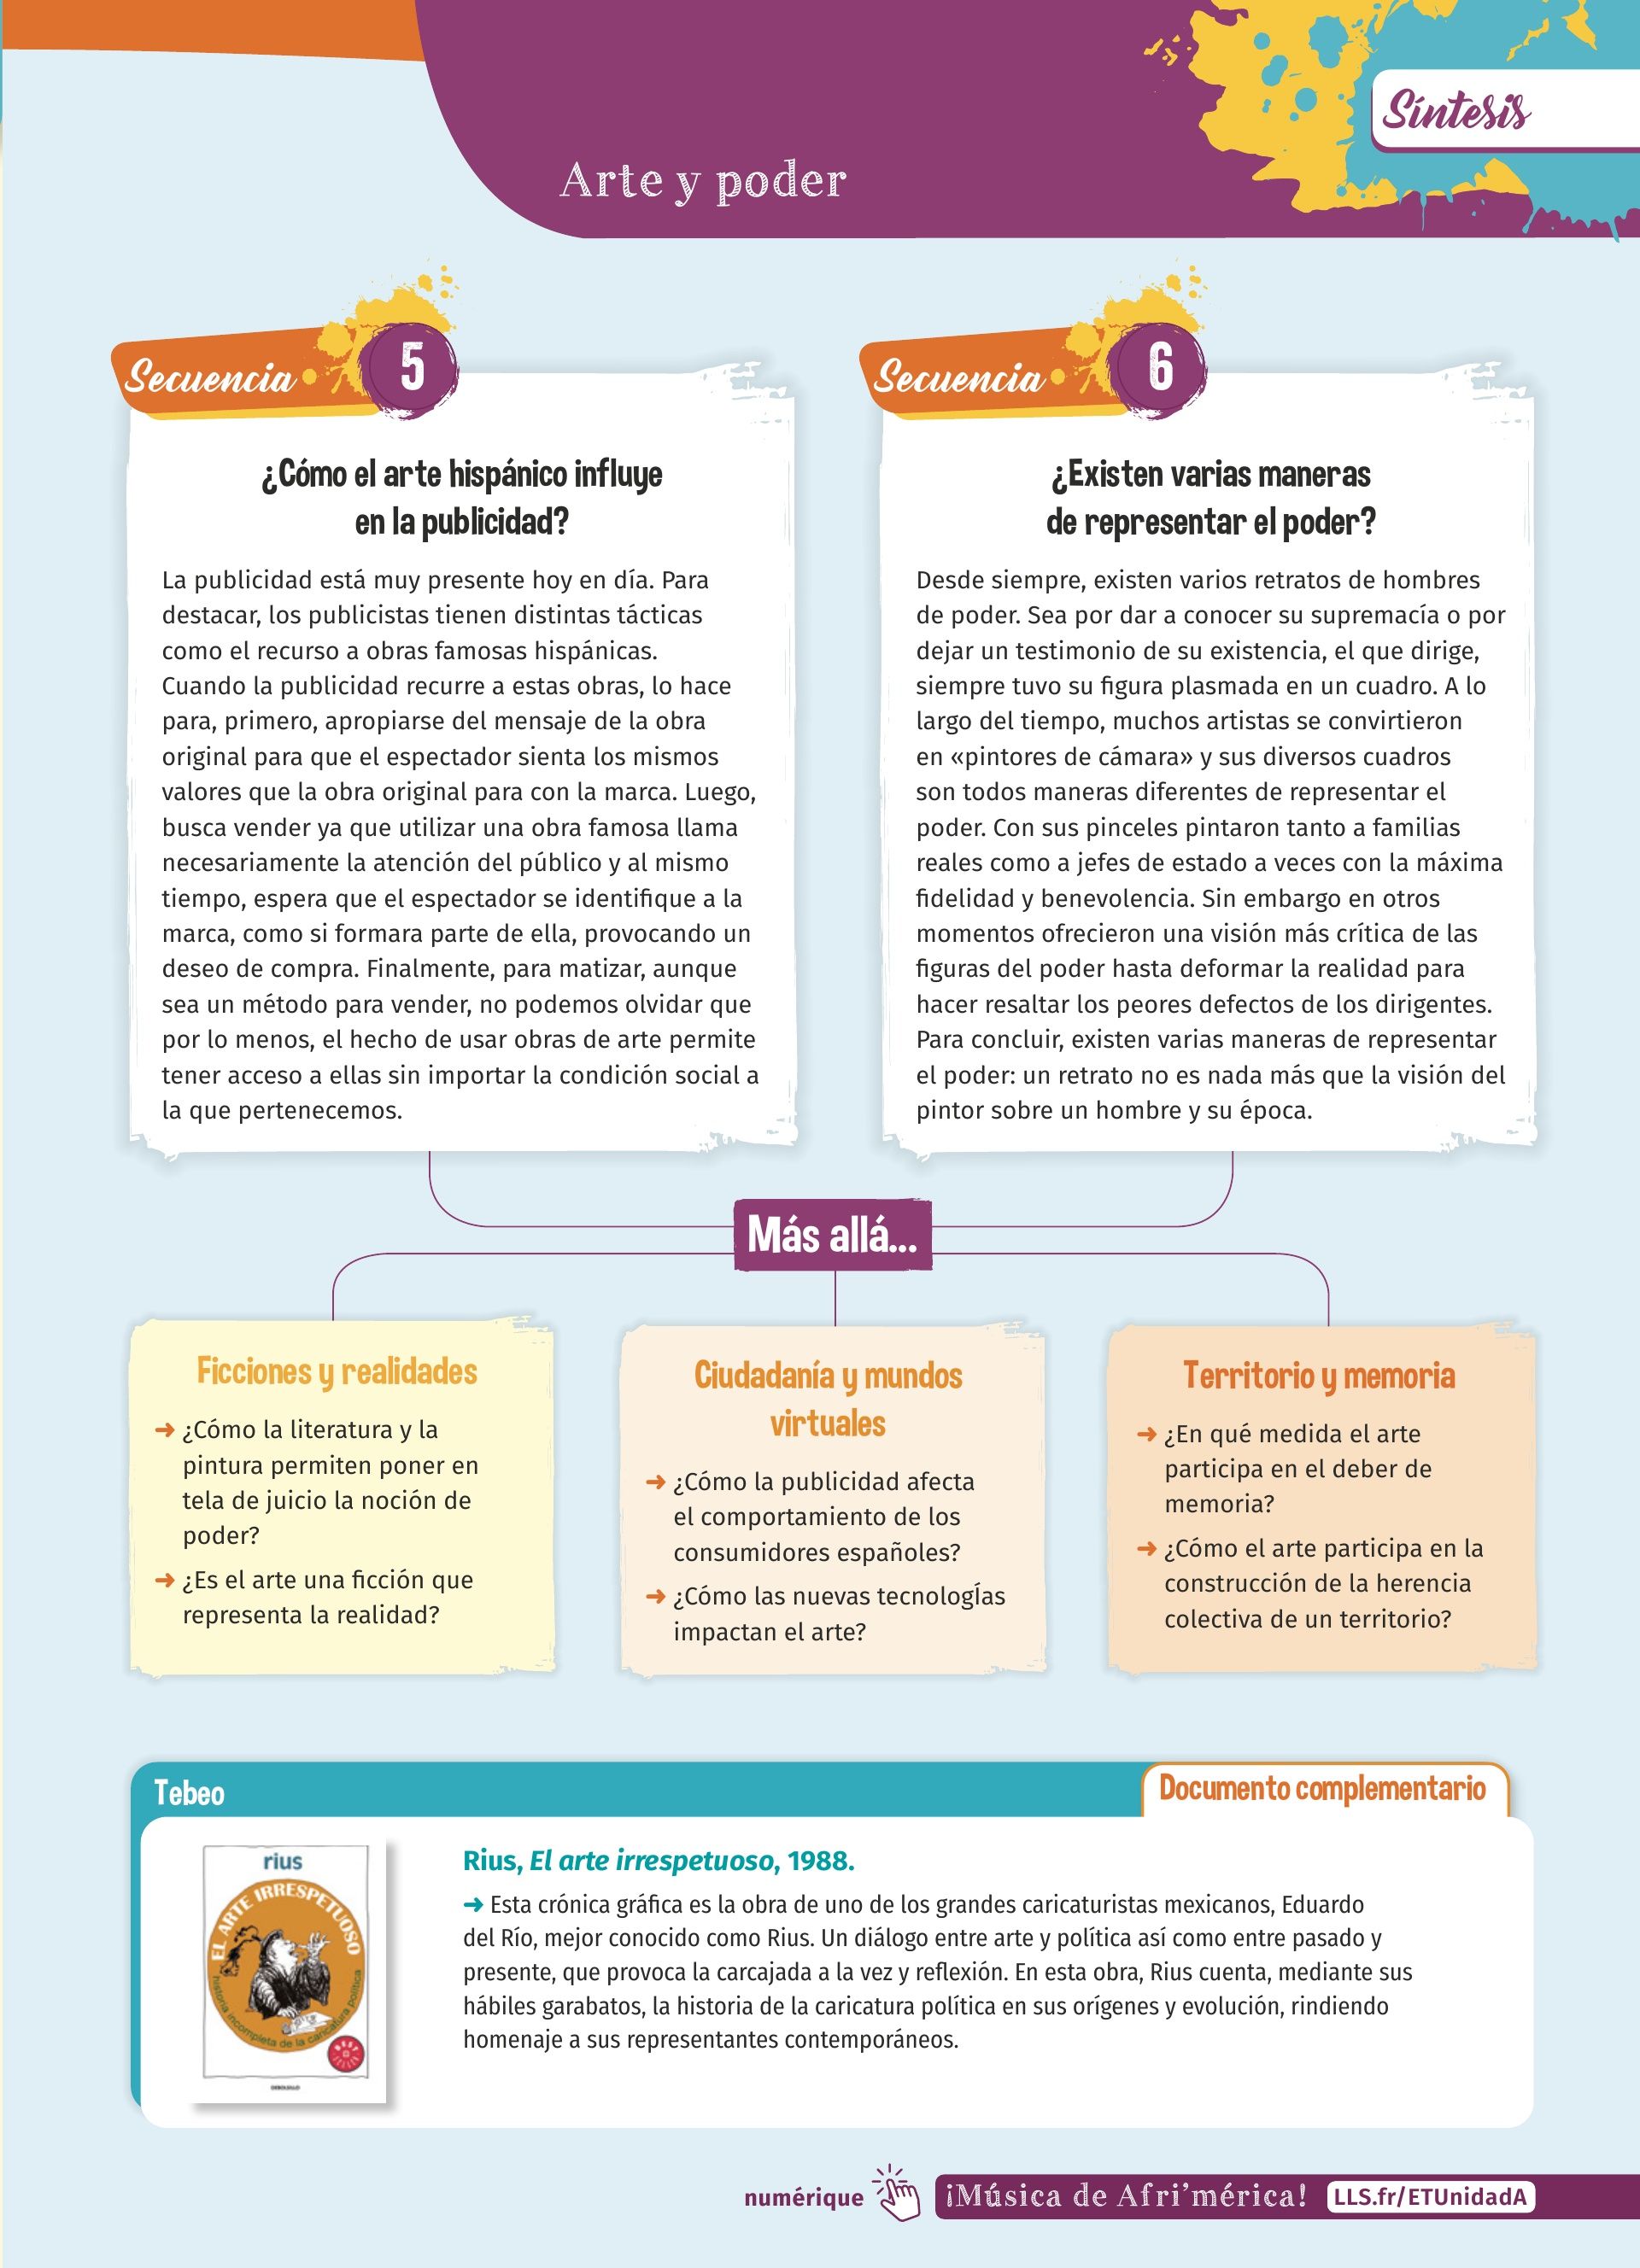 Síntesis
Arte y poder
Secuencia 5
¿Cómo el arte hispánico influye
en la publicidad?
La publicidad está muy presente hoy en día. Para
destacar, los publicistas tienen distintas tácticas
como el recurso a obras famosas hispánicas.
Cuando la publicidad recurre a estas obras, lo hace
para, primero, apropiarse del mensaje de la obra
original para que el espectador sienta los mismos
valores que la obra original para con la marca. Luego,
busca vender ya que utilizar una obra famosa llama
necesariamente la atención del público y al mismo
tiempo, espera que el espectador se identifique a la
marca, como si formara parte de ella, provocando un
deseo de compra. Finalmente, para matizar, aunque
sea un método para vender, no podemos olvidar que
por lo menos, el hecho de usar obras de arte permite
tener acceso a ellas sin importar la condición social a
la que pertenecemos.
Secuencia 6
¿Existen varias maneras
de representar el poder?
Desde siempre, existen varios retratos de hombres
de poder. Sea por dar a conocer su supremacía o por
dejar un testimonio de su existencia, el que dirige,
siempre tuvo su figura plasmada en un cuadro. A lo
largo del tiempo, muchos artistas se convirtieron
en «pintores de cámara» y sus diversos cuadros
son todos maneras diferentes de representar el
poder. Con sus pinceles pintaron tanto a familias
reales como a jefes de estado a veces con la máxima
fidelidad y benevolencia. Sin embargo en otros
momentos ofrecieron una visión más crítica de las
figuras del poder hasta deformar la realidad para
hacer resaltar los peores defectos de los dirigentes.
Para concluir, existen varias maneras de representar
el poder: un retrato no es nada más que la visión del
pintor sobre un hombre y su época.
Más allá...
Ficciones y realidades
➜ ¿Cómo la literatura y la
pintura permiten poner en
tela de juicio la noción de
poder?
➜ ¿Es el arte una ficción que
representa la realidad?
Ciudadanía y mundos
virtuales
➜ ¿Cómo la publicidad afecta
el comportamiento de los
consumidores españoles?
➜ ¿Cómo las nuevas tecnologías
impactan el arte?
Territorio y memoria
➜ ¿En qué medida el arte
participa en el deber de
memoria?
➜ ¿Cómo el arte participa en la
construcción de la herencia
colectiva de un territorio?
Tebeo
Documento complementario
rius
EL ARTE IRRESPETUOSO
historia incompleta de la caricatura política
DEBOLSILLO
Rius, El arte irrespetuoso, 1988.
➜ Esta crónica gráfica es la obra de uno de los grandes caricaturistas mexicanos, Eduardo
del Río, mejor conocido como Rius. Un diálogo entre arte y política así como entre pasado y
presente, que provoca la carcajada a la vez y reflexión. En esta obra, Rius cuenta, mediante sus
hábiles garabatos, la historia de la caricatura política en sus orígenes y evolución, rindiendo
homenaje a sus representantes contemporáneos.
numérique
¡Música de Afri'mérica!
LLS.fr/ETUnidadA